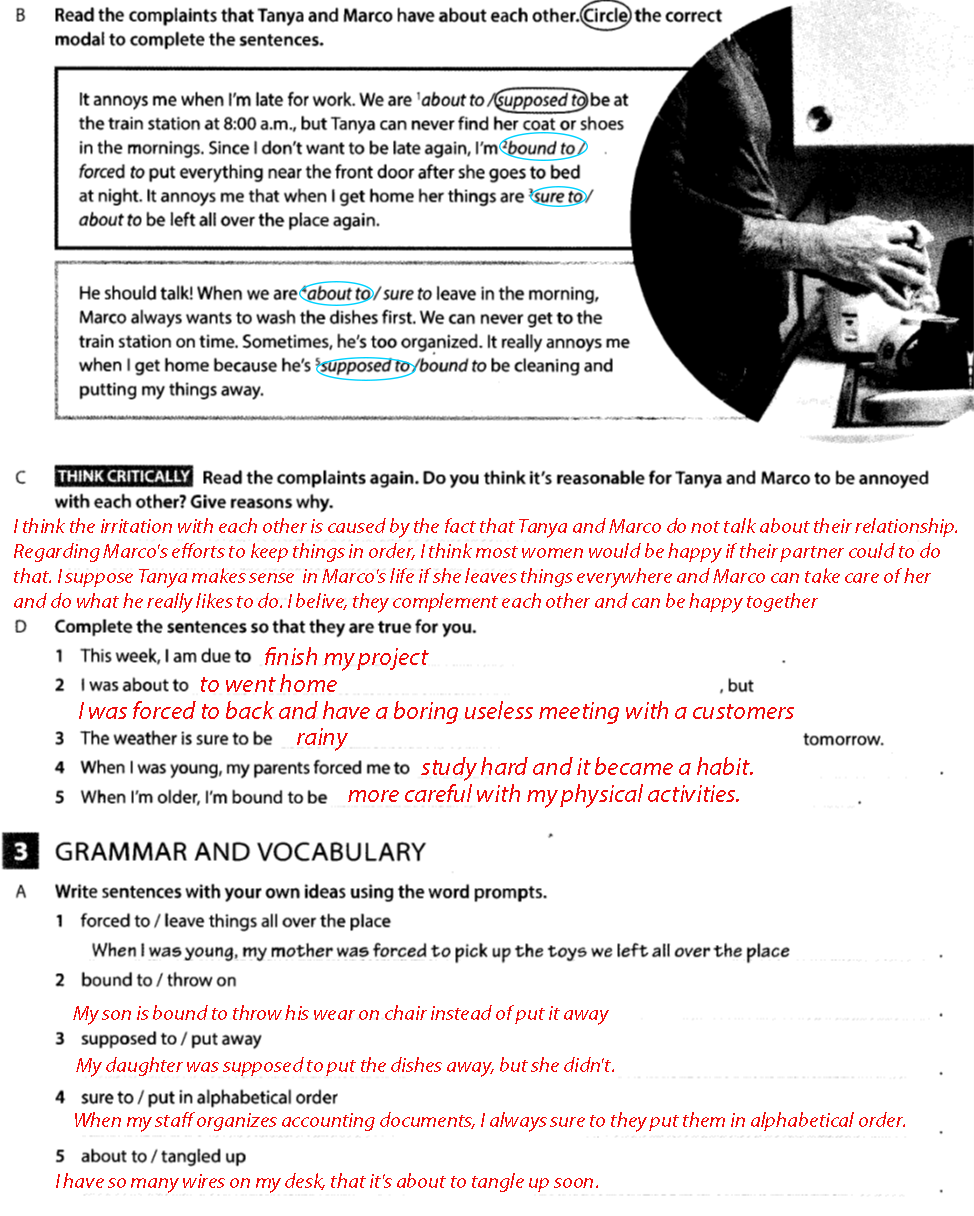 B Read the complaints that Tanya and Marco have about each other. Circle the correct
modal to complete the sentences.
It annoys me when I'm late for work. We are ¹about to / supposed to be at
the train station at 8:00 a.m., but Tanya can never find her coat or shoes
in the mornings. Since I don't want to be late again, I'm ²bound to /
forced to put everything near the front door after she goes to bed
at night. It annoys me that when I get home her things are ³sure to /
about to be left all over the place again.
He should talk! When we are ⁴about to / sure to leave in the morning,
Marco always wants to wash the dishes first. We can never get to the
train station on time. Sometimes, he's too organized. It really annoys me
when I get home because he's ⁵supposed to /bound to be cleaning and
putting my things away.
C THINK CRITICALLY Read the complaints again. Do you think it's reasonable for Tanya and Marco to be annoyed
with each other? Give reasons why.
I think the irritation with each other is caused by the fact that Tanya and Marco do not talk about their relationship.
Regarding Marco's efforts to keep things in order, I think most women would be happy if their partner could to do
that. I suppose Tanya makes sense in Marco's life if she leaves things everywhere and Marco can take care of her
and do what he really likes to do. I belive, they complement each other and can be happy together
D Complete the sentences so that they are true for you.
1 This week, I am due to finish my project .
2 I was about to to went home , but
I was forced to back and have a boring useless meeting with a customers
3 The weather is sure to be rainy tomorrow.
4 When I was young, my parents forced me to study hard and it became a habit. .
5 When I'm older, I'm bound to be more careful with my physical activities. .
3 GRAMMAR AND VOCABULARY
A Write sentences with your own ideas using the word prompts.
1 forced to / leave things all over the place
When I was young, my mother was forced to pick up the toys we left all over the place .
2 bound to / throw on
My son is bound to throw his wear on chair instead of put it away .
3 supposed to / put away
My daughter was supposed to put the dishes away, but she didn't. .
4 sure to / put in alphabetical order
When my staff organizes accounting documents, I always sure to they put them in alphabetical order. .
5 about to / tangled up
I have so many wires on my desk, that it's about to tangle up soon. .